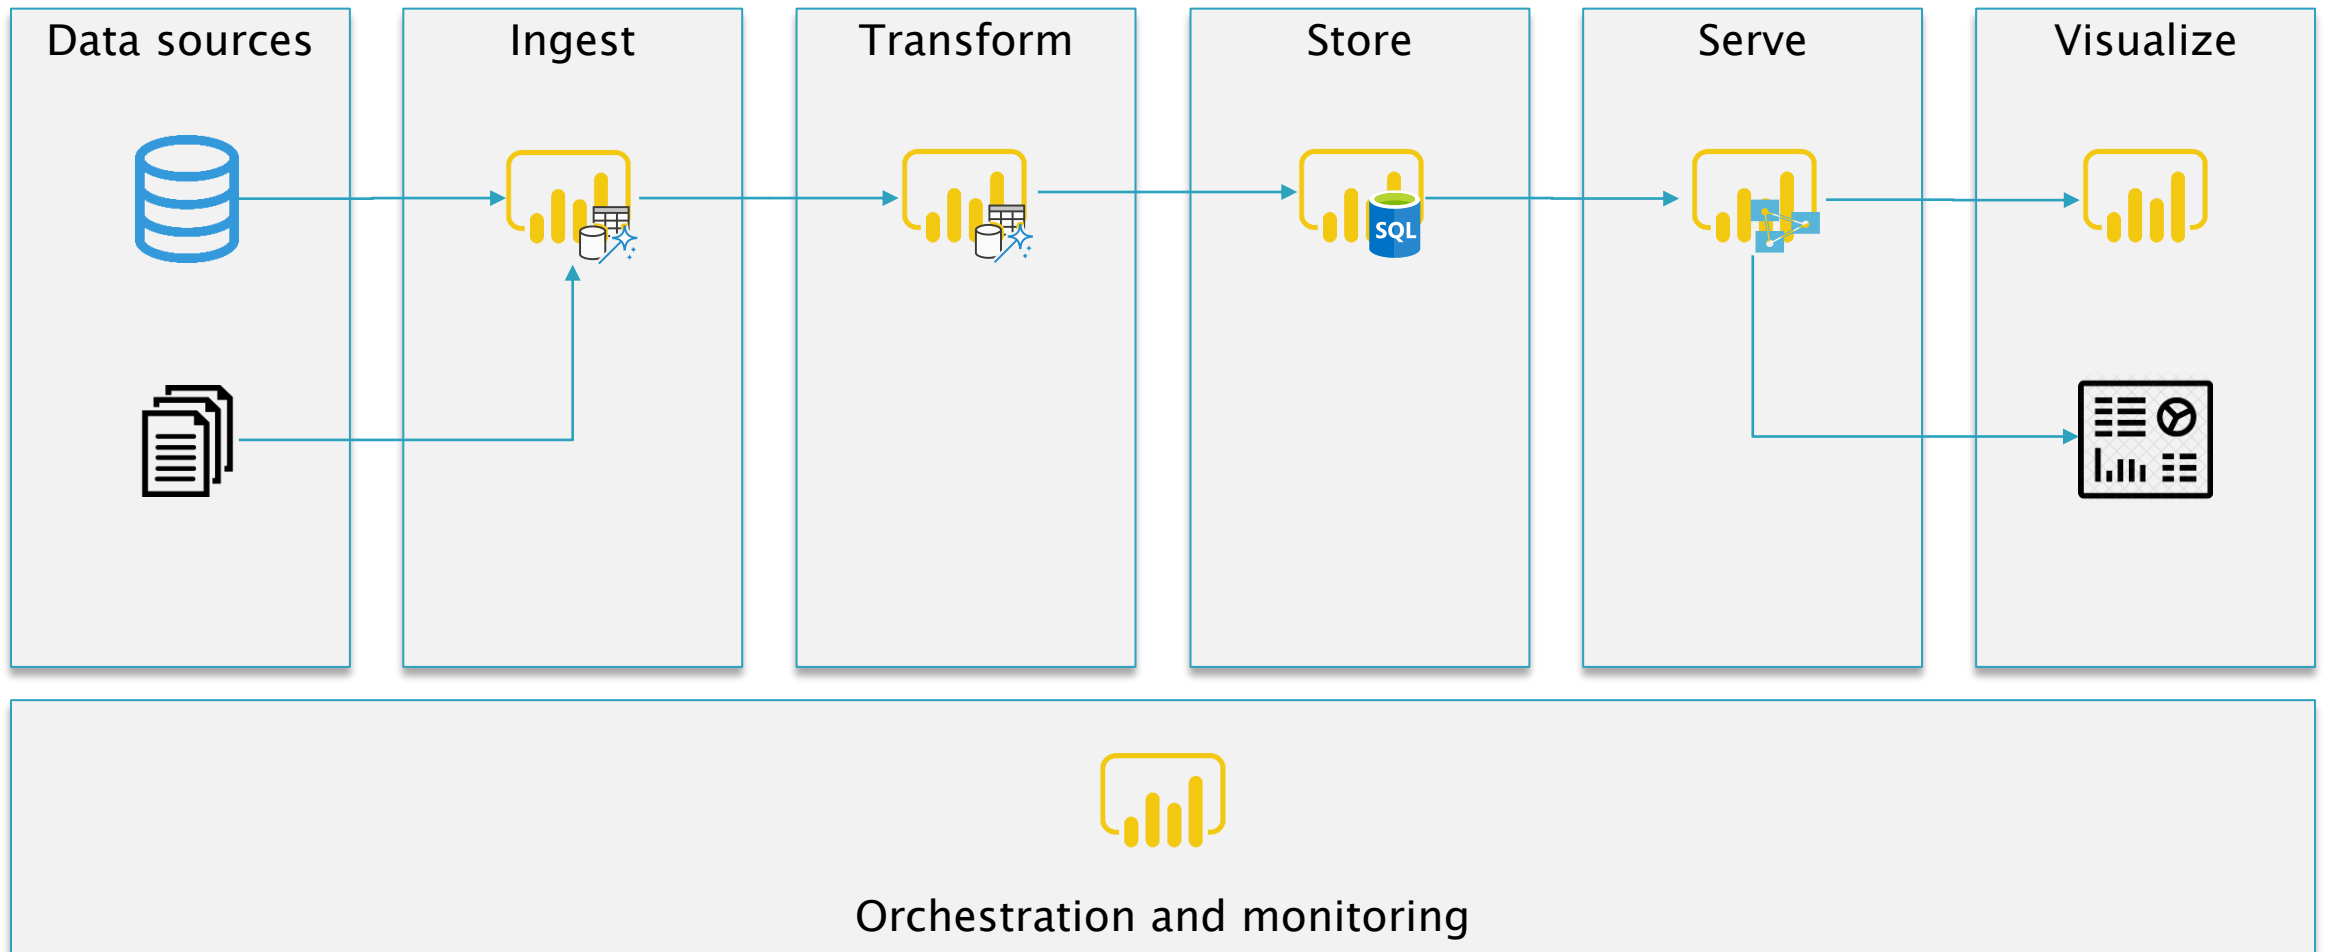 Data sources
Ingest
Transform
Store
Serve
Visualize
SQL
Orchestration and monitoring